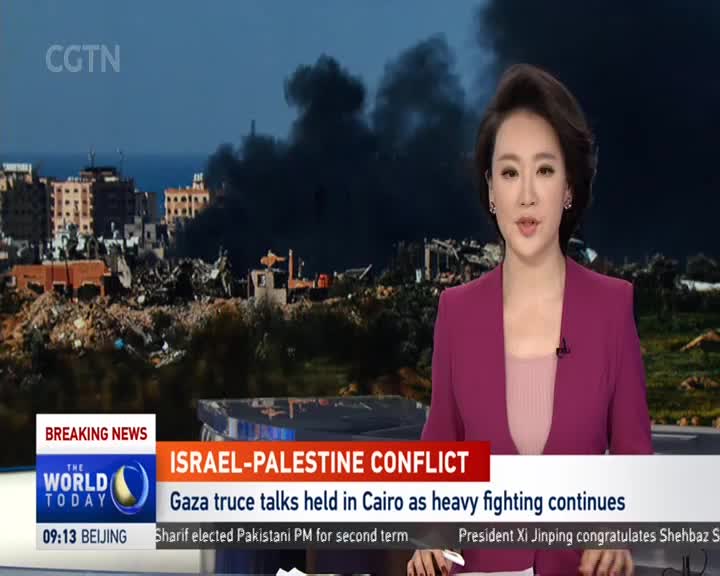 CGTN
BREAKING NEWS
THE
WORLD
TODAY
ISRAEL-PALESTINE CONFLICT
Gaza truce talks held in Cairo as heavy fighting continues
09:13 BEIJING
Sharif elected Pakistani PM for second term President Xi Jinping congratulates Shehbaz S